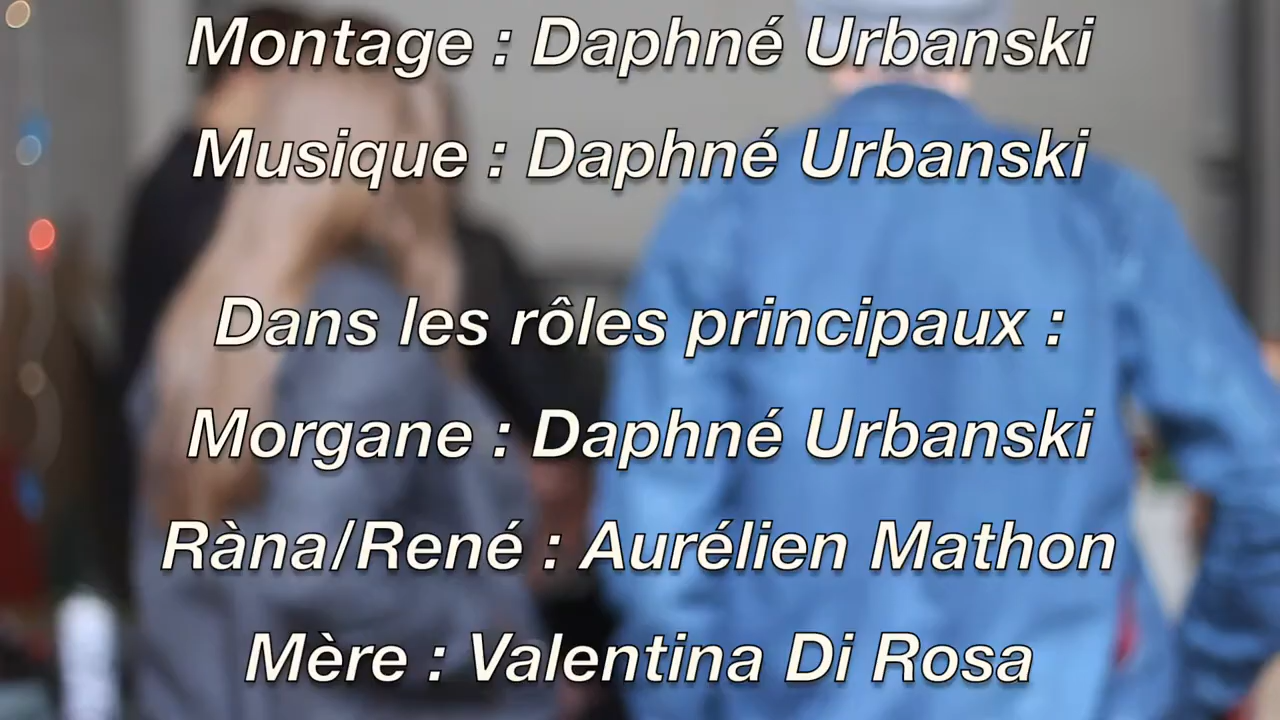 Montage : Daphné Urbanski
Musique : Daphné Urbanski
Dans les rôles principaux :
Morgane : Daphné Urbanski
Ràna/René : Aurélien Mathon
Mère : Valentina Di Rosa